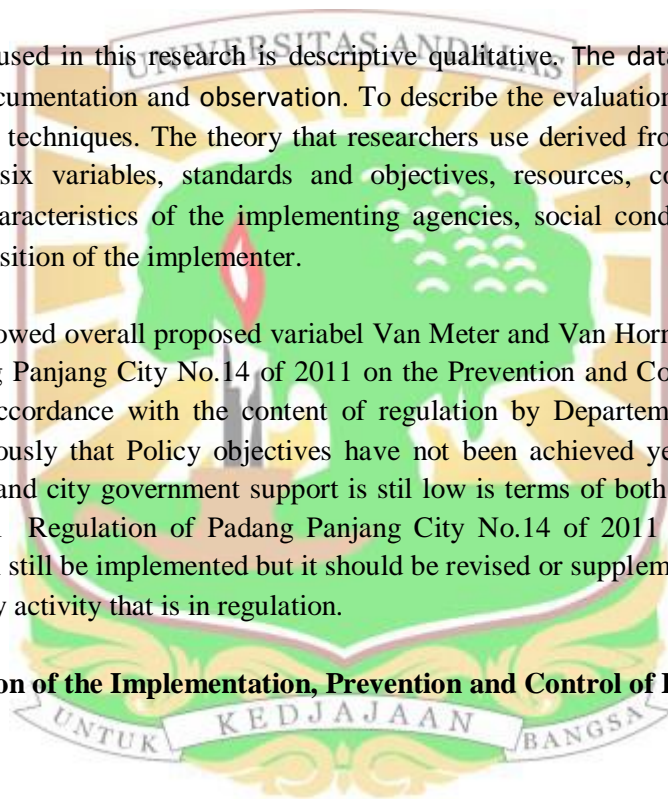 UNIVERSITAS ANDALAS
used in this research is descriptive qualitative. The data
cumentation and observation. To describe the evaluation
techniques. The theory that researchers use derived fro
six variables, standards and objectives, resources, co
aracteristics of the implementing agencies, social cond
sition of the implementer.
owed overall proposed variabel Van Meter and Van Horn
g Panjang City No.14 of 2011 on the Prevention and Co
ccordance with the content of regulation by Departem
ously that Policy objectives have not been achieved ye
and city government support is stil low is terms of both
Regulation of Padang Panjang City No.14 of 2011
still be implemented but it should be revised or supplem
y activity that is in regulation.
on of the Implementation, Prevention and Control of
UNTUK KEDJAJAAN BANGSA